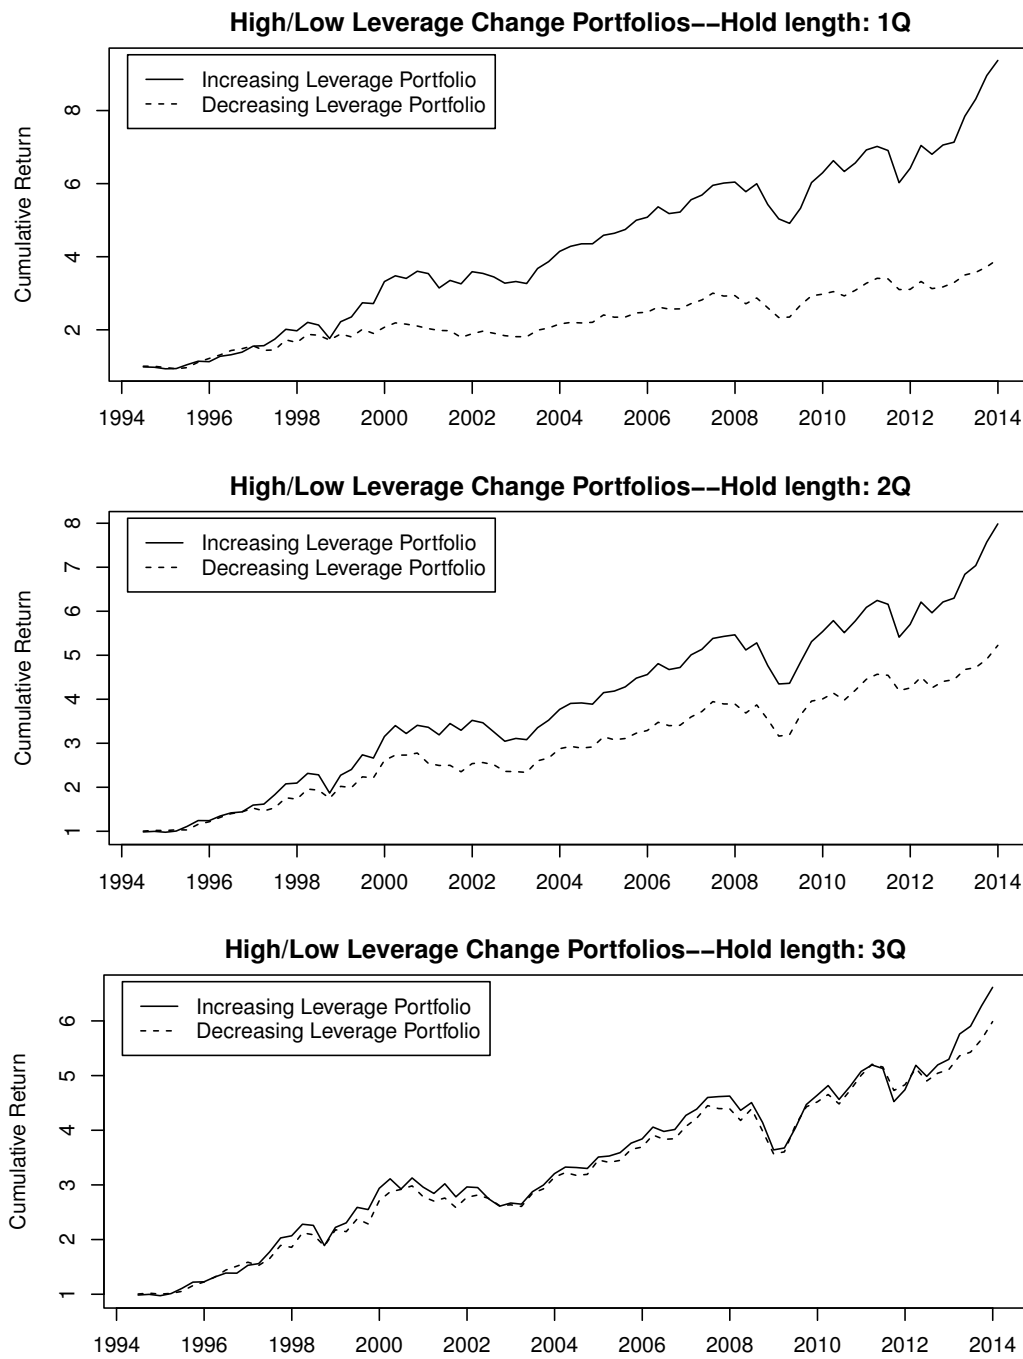 High/Low Leverage Change Portfolios−−Hold length: 1Q
Increasing Leverage Portfolio
Decreasing Leverage Portfolio
Cumulative Return
8
6
4
2
1994 1996 1998 2000 2002 2004 2006 2008 2010 2012 2014
High/Low Leverage Change Portfolios−−Hold length: 2Q
Increasing Leverage Portfolio
Decreasing Leverage Portfolio
Cumulative Return
8
7
6
5
4
3
2
1
1994 1996 1998 2000 2002 2004 2006 2008 2010 2012 2014
High/Low Leverage Change Portfolios−−Hold length: 3Q
Increasing Leverage Portfolio
Decreasing Leverage Portfolio
Cumulative Return
6
5
4
3
2
1
1994 1996 1998 2000 2002 2004 2006 2008 2010 2012 2014